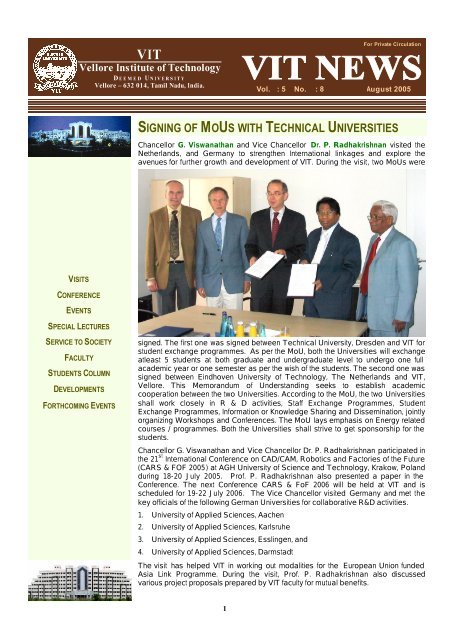 For Private Circulation
VIT
Vellore Institute of Technology
DEEMED UNIVERSITY
Vellore – 632 014, Tamil Nadu, India.
VIT NEWS
Vol. : 5 No. : 8 August 2005
SIGNING OF MOUS WITH TECHNICAL UNIVERSITIES
Chancellor G. Viswanathan and Vice Chancellor Dr. P. Radhakrishnan visited the
Netherlands, and Germany to strengthen International linkages and explore the
avenues for further growth and development of VIT. During the visit, two MoUs were
VISITS
CONFERENCE
EVENTS
SPECIAL LECTURES
SERVICE TO SOCIETY
FACULTY
STUDENTS COLUMN
DEVELOPMENTS
FORTHCOMING EVENTS
signed. The first one was signed between Technical University, Dresden and VIT for
student exchange programmes. As per the MoU, both the Universities will exchange
atleast 5 students at both graduate and undergraduate level to undergo one full
academic year or one semester as per the wish of the students. The second one was
signed between Eindhoven University of Technology, The Netherlands and VIT,
Vellore. This Memorandum of Understanding seeks to establish academic
cooperation between the two Universities. According to the MoU, the two Universities
shall work closely in R & D activities, Staff Exchange Programmes, Student
Exchange Programmes, Information or Knowledge Sharing and Dissemination, jointly
organizing Workshops and Conferences. The MoU lays emphasis on Energy related
courses / programmes. Both the Universities shall strive to get sponsorship for the
students.
Chancellor G. Viswanathan and Vice Chancellor Dr. P. Radhakrishnan participated in
the 21st International Conference on CAD/CAM, Robotics and Factories of the Future
(CARS & FOF 2005) at AGH University of Science and Technology, Krakow, Poland
during 18-20 July 2005. Prof. P. Radhakrishnan also presented a paper in the
Conference. The next Conference CARS & FoF 2006 will be held at VIT and is
scheduled for 19-22 July 2006. The Vice Chancellor visited Germany and met the
key officials of the following German Universities for collaborative R&D activities.
1. University of Applied Sciences, Aachen
2. University of Applied Sciences, Karlsruhe
3. University of Applied Sciences, Esslingen, and
4. University of Applied Sciences, Darmstadt
The visit has helped VIT in working out modalities for the European Union funded
Asia Link Programme. During the visit, Prof. P. Radhakrishnan also discussed
various project proposals prepared by VIT faculty for mutual benefits.
1